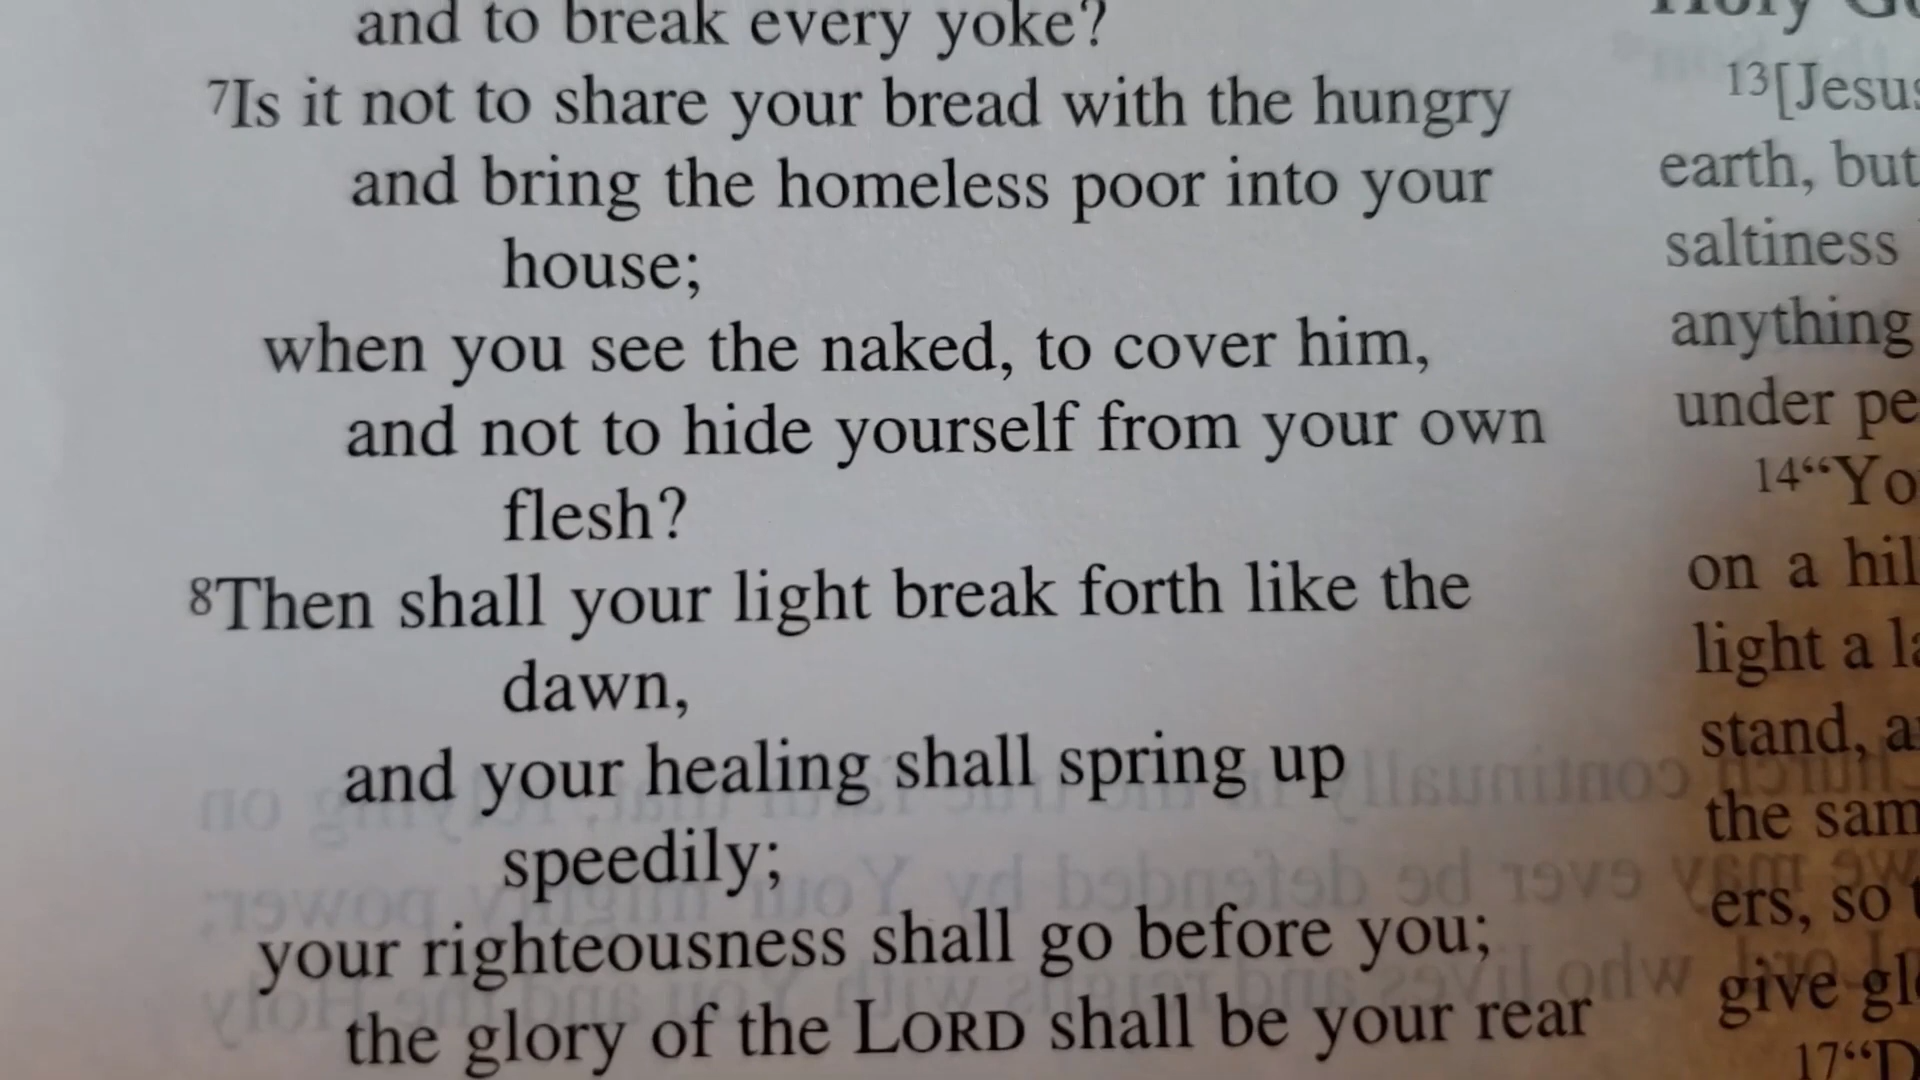 and to break every yoke?
7Is it not to share your bread with the hungry
and bring the homeless poor into your
house;
when you see the naked, to cover him,
and not to hide yourself from your own
flesh?
8Then shall your light break forth like the
dawn,
and your healing shall spring up
speedily;
your righteousness shall go before you;
the glory of the LORD shall be your rear
Holy
13[Jesus
earth, but
saltiness
anything
under pe
14“Yo
on a hil
light a la
stand, a
the sam
ers, so t
give gl
17“D